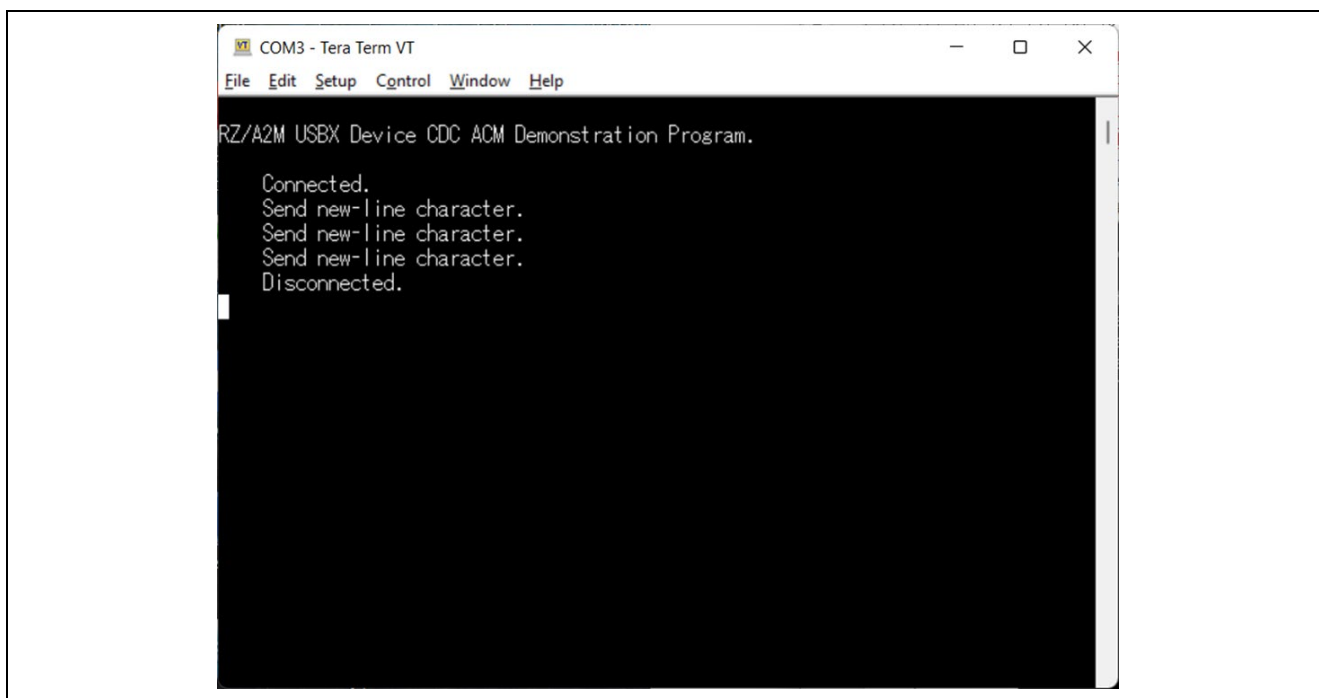 COM3 - Tera Term VT
File Edit Setup Control Window Help
RZ/A2M USBX Device CDC ACM Demonstration Program.
Connected.
Send new-line character.
Send new-line character.
Send new-line character.
Disconnected.